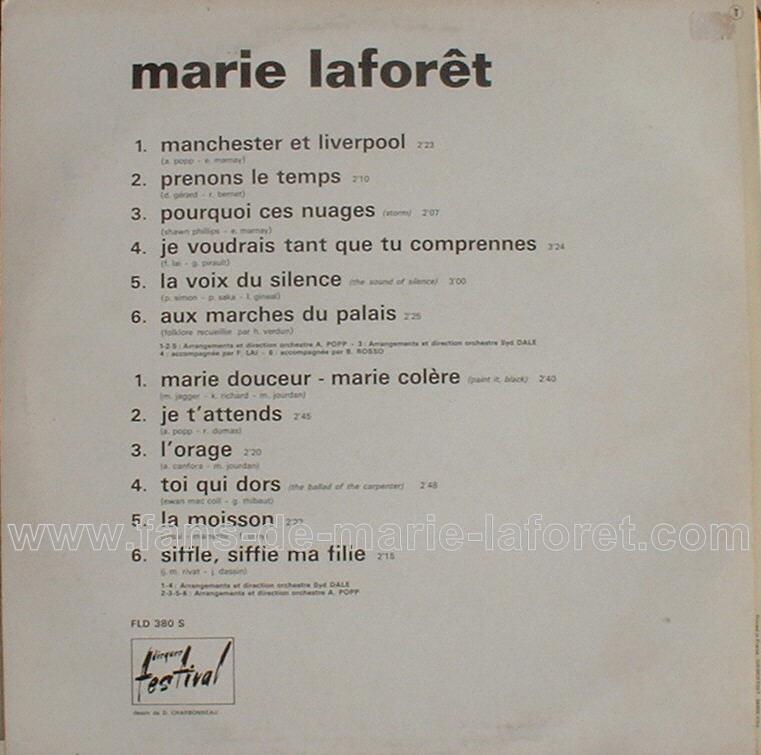 T
marie laforêt
1. manchester et liverpool 2'23
(a. popp - e. marnay)
2. prenons le temps 2'10
(d. gérard - r. bernet)
3. pourquoi ces nuages (storm) 2'07
(shawn phillips - e. marnay)
4. je voudrais tant que tu comprennes 3'24
(f. lai - g. pirault)
5. la voix du silence (the sound of silence) 3'00
(p. simon - p. saka - l. gineal)
6. aux marches du palais 2'25
(folklore recueillie par h. verdun)
1-2-5 : Arrangements et direction orchestre A. POPP - 3 : Arrangements et direction orchestre Syd DALE
4 : accompagnée par F. LAI - 6 : accompagnée par B. ROSSO
1. marie douceur - marie colère (paint it, black) 2'40
(m. jagger - k. richard - m. jourdan)
2. je t'attends 2'45
(a. popp - r. dumas)
3. l'orage 2'20
(a. canfora - m. jourdan)
4. toi qui dors (the ballad of the carpenter) 2'48
(ewan mac coll - g. thibaut)
5. la moisson
www.fans-de-marie-laforet.com
6. siffle, siffle ma fille 2'15
(j. m. rivat - j. dassin)
1-4 : Arrangements et direction orchestre Syd DALE
2-3-5-6 : Arrangements et direction orchestre A. POPP
FLD 380 S
disques
festival
dessin de D. CHARBONNEAU